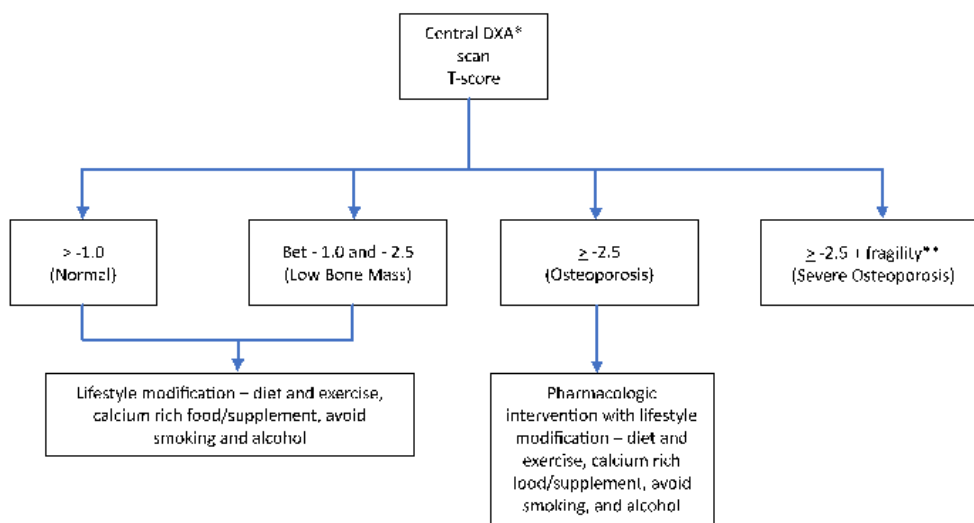 Central DXA*
scan
T-score
> -1.0
(Normal}
Bet - 1.0 and - 2.5
(Low Bone Mass)
≥ -2.5
{Osteoporosis}
≥ -2.5 + fragility**
(Severe Osteoporosis)
Lifestyle modification – diet and exercise,
calcium rich food/supplement, avoid
smoking and alcohol
Pharmacologic
intervention with lifestyle
modification – diet and
exercise, calcium rich
food/supplement, avoid
smoking, and alcohol